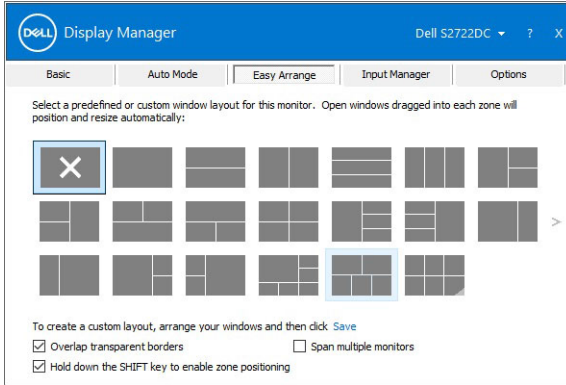 DELL Display Manager Dell S2722DC ? X
Basic Auto Mode Easy Arrange Input Manager Options
Select a predefined or custom window layout for this monitor. Open windows dragged into each zone will
position and resize automatically:
>
To create a custom layout, arrange your windows and then click Save
Overlap transparent borders Span multiple monitors
Hold down the SHIFT key to enable zone positioning